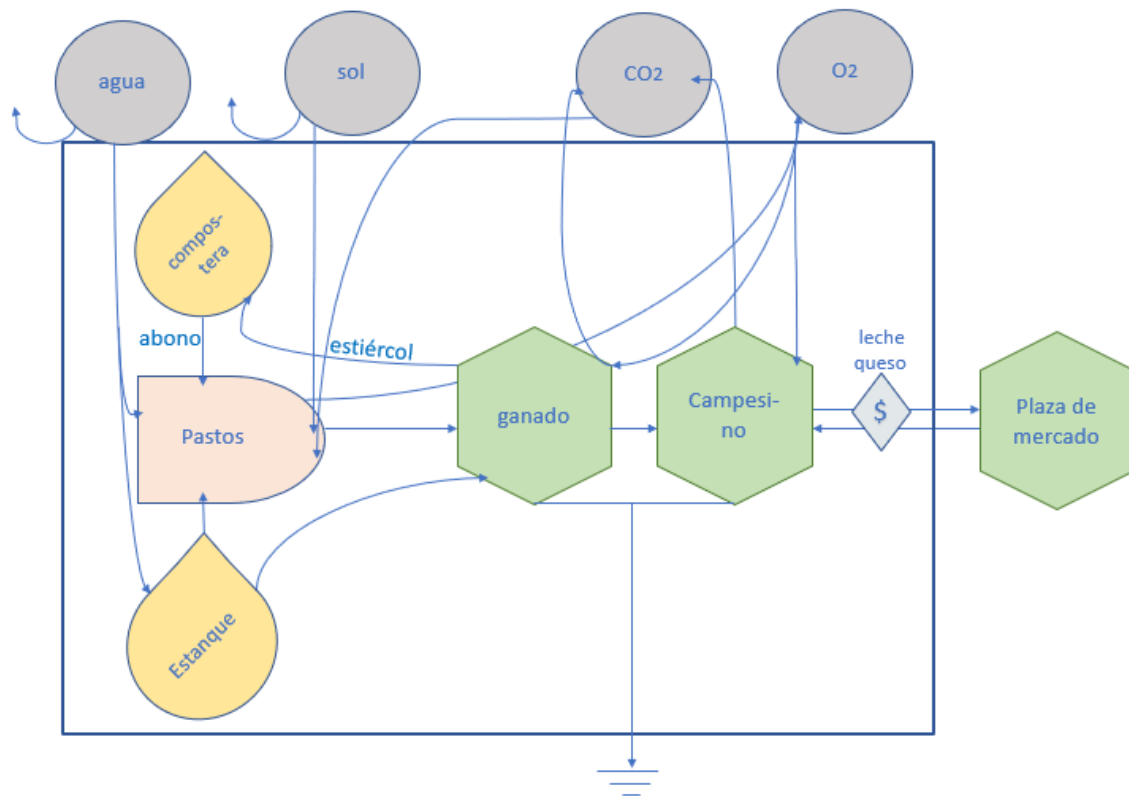 agua
sol
CO2
O2
compos-
tera
abono
estiércol
leche
queso
Pastos
ganado
Campesi-
no
$
Plaza de
mercado
Estanque